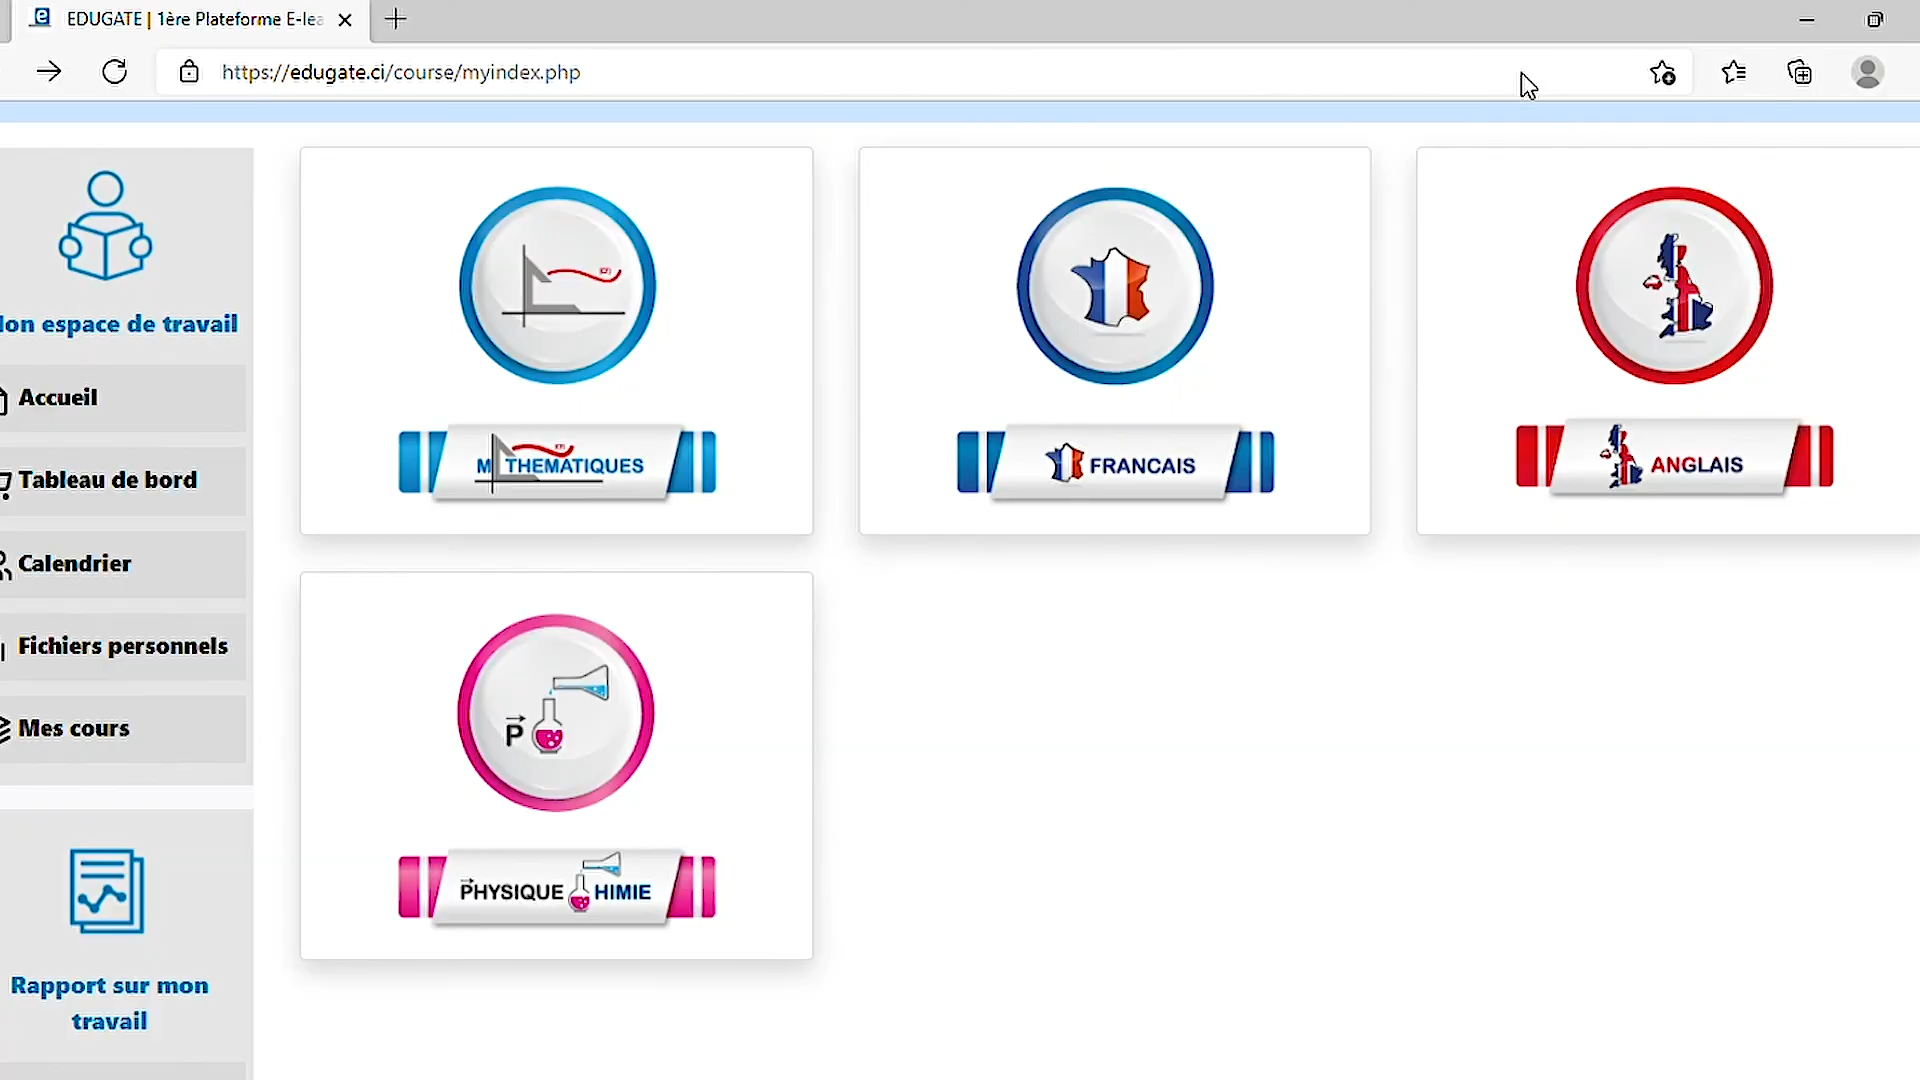 EDUGATE | 1ère Plateforme E-lea
https://edugate.ci/course/myindex.php
on espace de travail
Accueil
Tableau de bord
Calendrier
Fichiers personnels
Mes cours
Rapport sur mon
travail
M THEMATIQUES
FRANCAIS
ANGLAIS
P
PHYSIQUE HIMIE